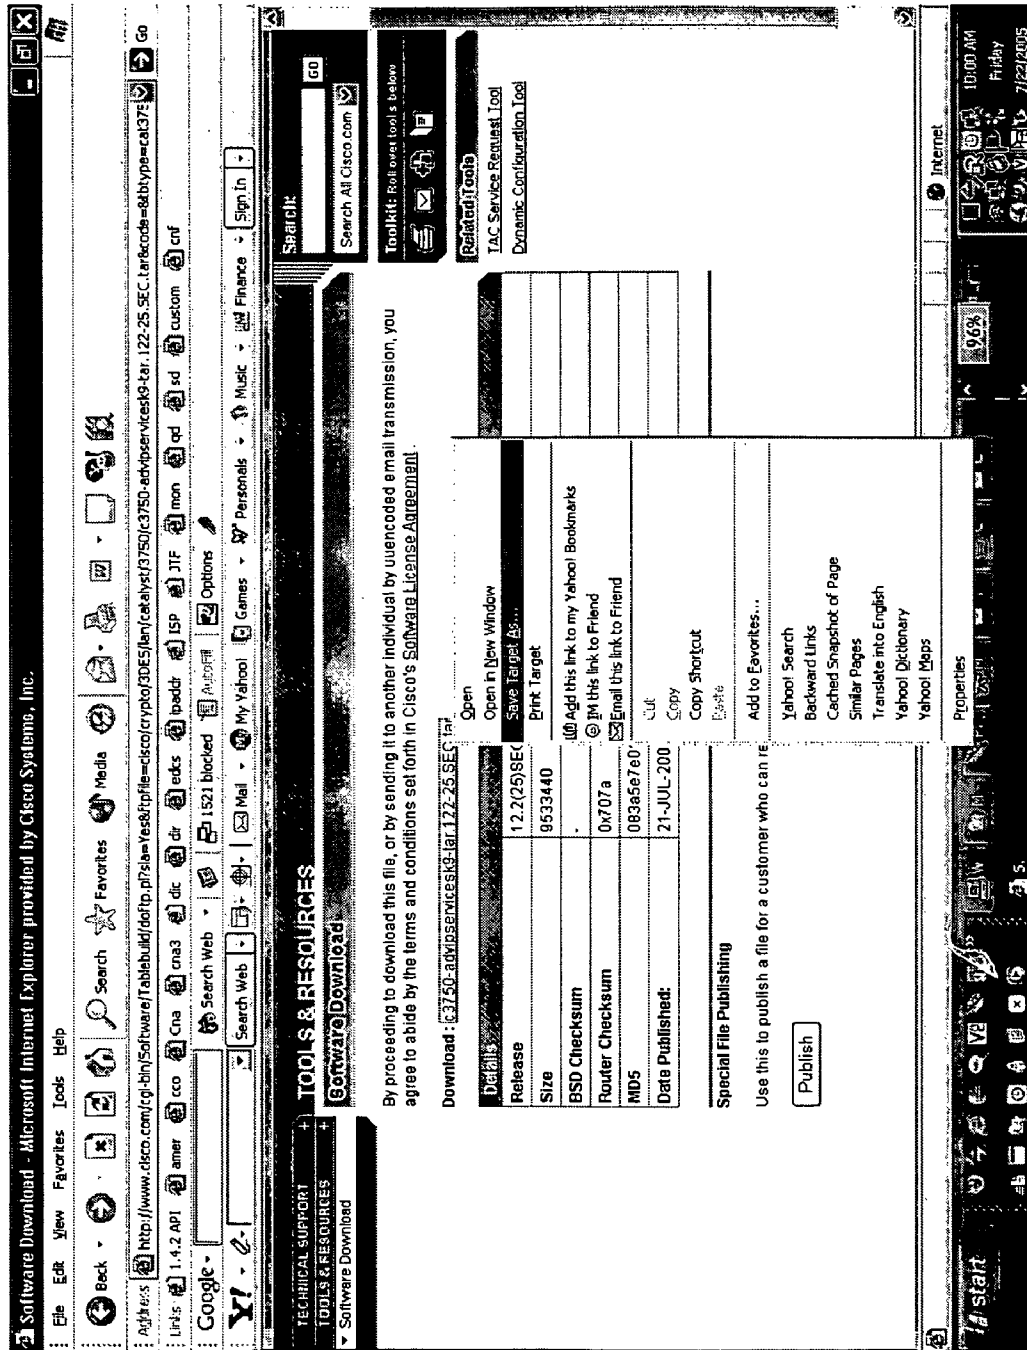 Software Download - Microsoft Internet Explorer provided by Cisco Systems, Inc.
File Edit View Favorites Tools Help
Back Search Favorites Media
Address http://www.cisco.com/cgi-bin/Software/Tablebuild/doftp.pl?sla=Yes&ftpfile=cisco/crypto/3DES/lan/catalyst/3750/c3750-advipservicesk9-tar.122-25.SEC.tar&code=&btype=cat375 Go
Links 1.4.2 API amer cco Cna cna3 dic dir edcs ipaddr ISP JTF mon qd sd custom cnf
Google Search Web 1521 blocked AutoFill Options
Y! Search Web Mail My Yahoo! Games Personals Music Finance Sign In
TECHNICAL SUPPORT +
TOOLS & RESOURCES +
Software Download
TOOLS & RESOURCES
Software Download
Search:
GO
Search All Cisco.com
Toolkit: Roll over tools below
Related Tools
TAC Service Request Tool
Dynamic Configuration Tool
By proceeding to download this file, or by sending it to another individual by uuencoded email transmission, you
agree to abide by the terms and conditions set forth in Cisco's Software License Agreement.
Download: c3750-advipservicesk9-tar.122-25.SEC.tar
Details
Release 12.2(25)SEC
Size 9533440
BSD Checksum -
Router Checksum 0x707a
MD5 083a5e7e0
Date Published: 21-JUL-200
Special File Publishing
Use this to publish a file for a customer who can re
Publish
Open
Open in New Window
Save Target As...
Print Target
Add this link to my Yahoo! Bookmarks
IM this link to Friend
Email this link to Friend
Cut
Copy
Copy Shortcut
Paste
Add to Favorites...
Yahoo! Search
Backward Links
Cached Snapshot of Page
Similar Pages
Translate into English
Yahoo! Dictionary
Yahoo! Maps
Properties
Internet
start
96%
10:00 AM
Friday
7/22/2005